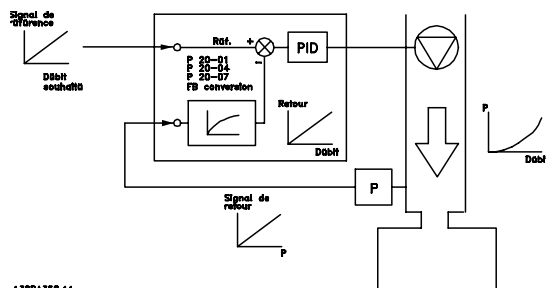 Signal de
référence
Débit
souhaité
Réf.
+
-
P 20-01
P 20-04
P 20-07
FB conversion
PID
Retour
Débit
P
P
Débi
Signal de
retour
P